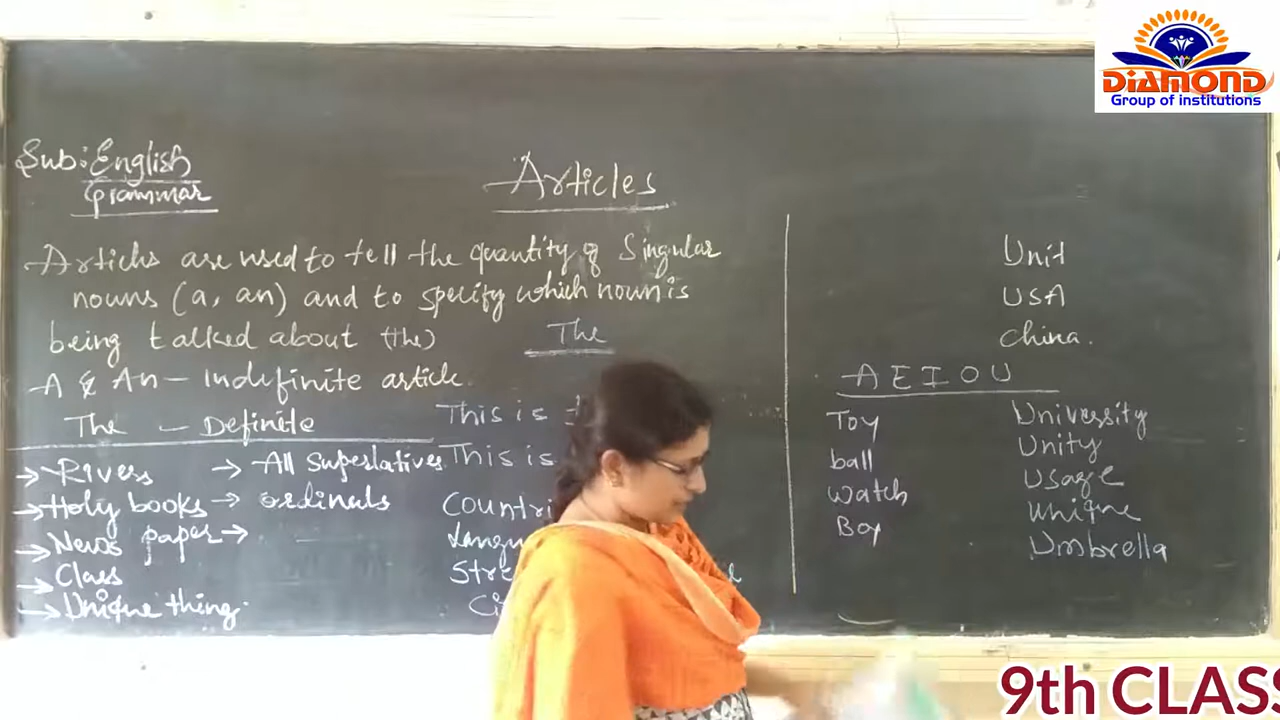 DiAMOND
Group of institutions
Sub: English
Grammar
Articles
Articles are used to tell the quantity of Singular
nouns (a, an) and to specify which noun is
being talked about (the)
A & An - Indefinite article
The - Definite
→ Rivers
→ Holy books
→ News paper
→ Class
→ Unique thing.
→ All Superlatives
→ ordinals
→
The
This is
This is
Unit
USA
China.
A E I O U
Toy
ball
watch
Boy
University
Unity
Usage
Unique
Umbrella
9th CLASS